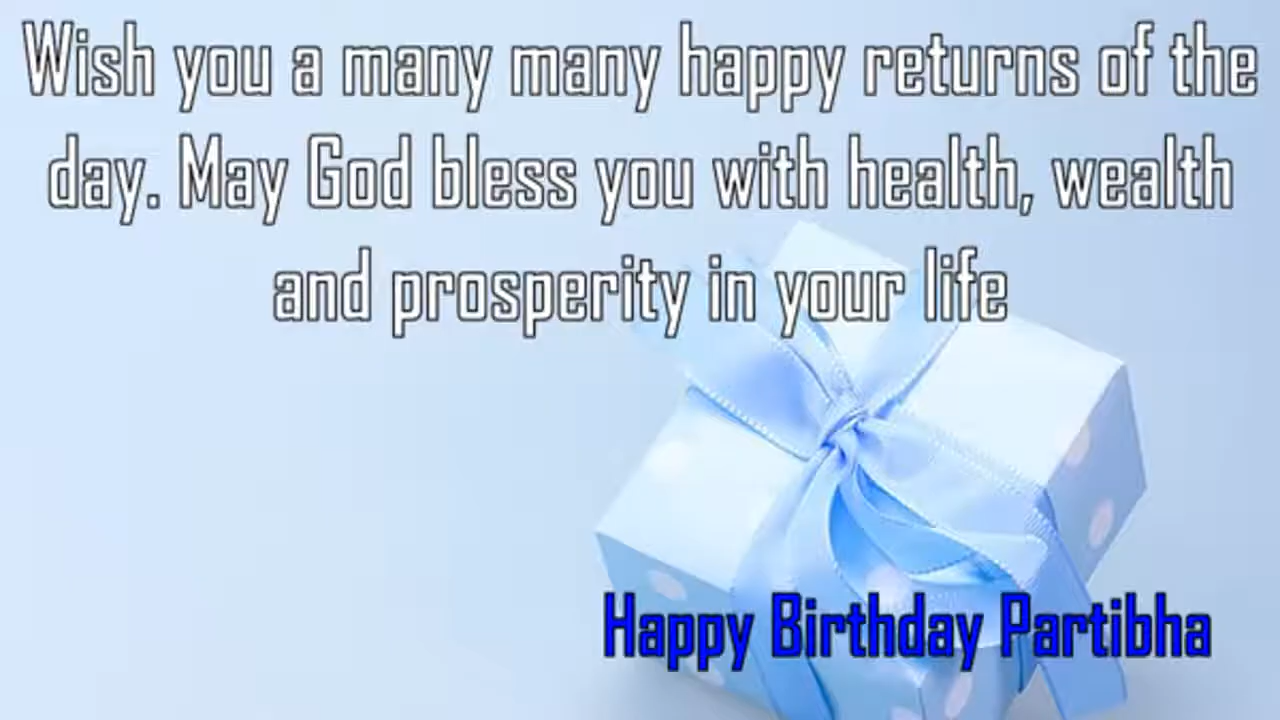 Wish you a many many happy returns of the
day. May God bless you with health, wealth
and prosperity in your life
Happy Birthday Partibha